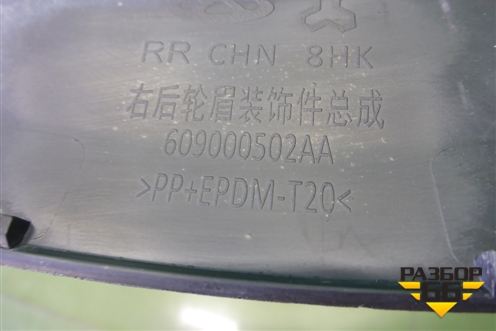 RR CHN 8HK
右后轮眉装饰件总成
609000502AA
>PP+EPDM-T20<
РАЗБОР
66